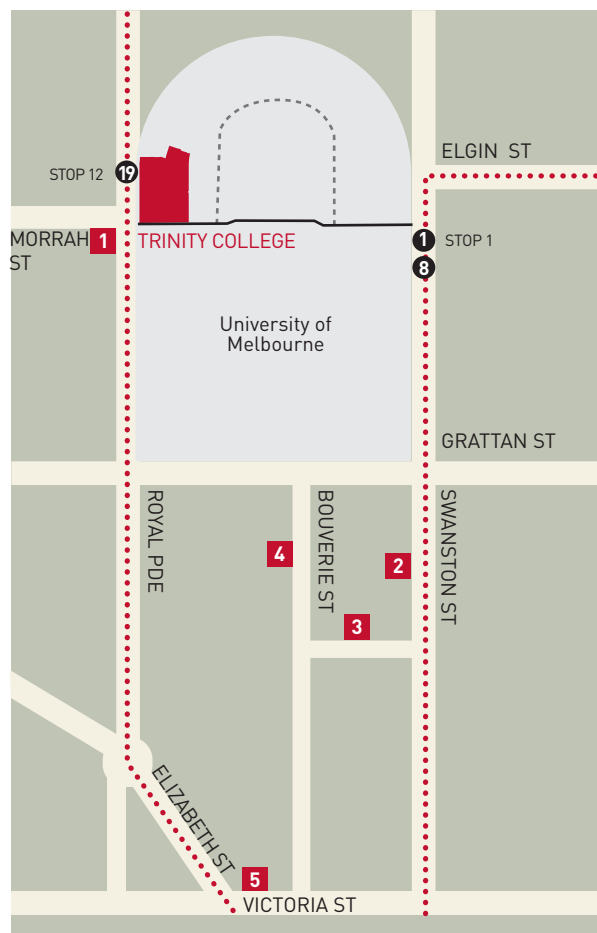 ELGIN ST
STOP 12
19
MORRAH
ST
1
TRINITY COLLEGE
1
STOP 1
8
University of
Melbourne
GRATTAN ST
ROYAL PDE
BOUVERIE ST
SWANSTON ST
4
2
3
ELIZABETH ST
5
VICTORIA ST